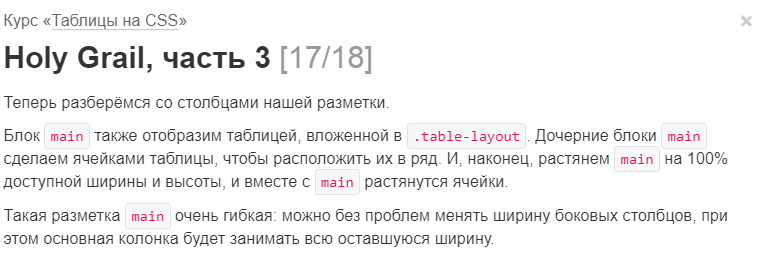 Курс «Таблицы на CSS»
×
Holy Grail, часть 3 [17/18]
Теперь разберёмся со столбцами нашей разметки.
Блок main также отобразим таблицей, вложенной в .table-layout. Дочерние блоки main
сделаем ячейками таблицы, чтобы расположить их в ряд. И, наконец, растянем main на 100%
доступной ширины и высоты, и вместе с main растянутся ячейки.
Такая разметка main очень гибкая: можно без проблем менять ширину боковых столбцов, при
этом основная колонка будет занимать всю оставшуюся ширину.